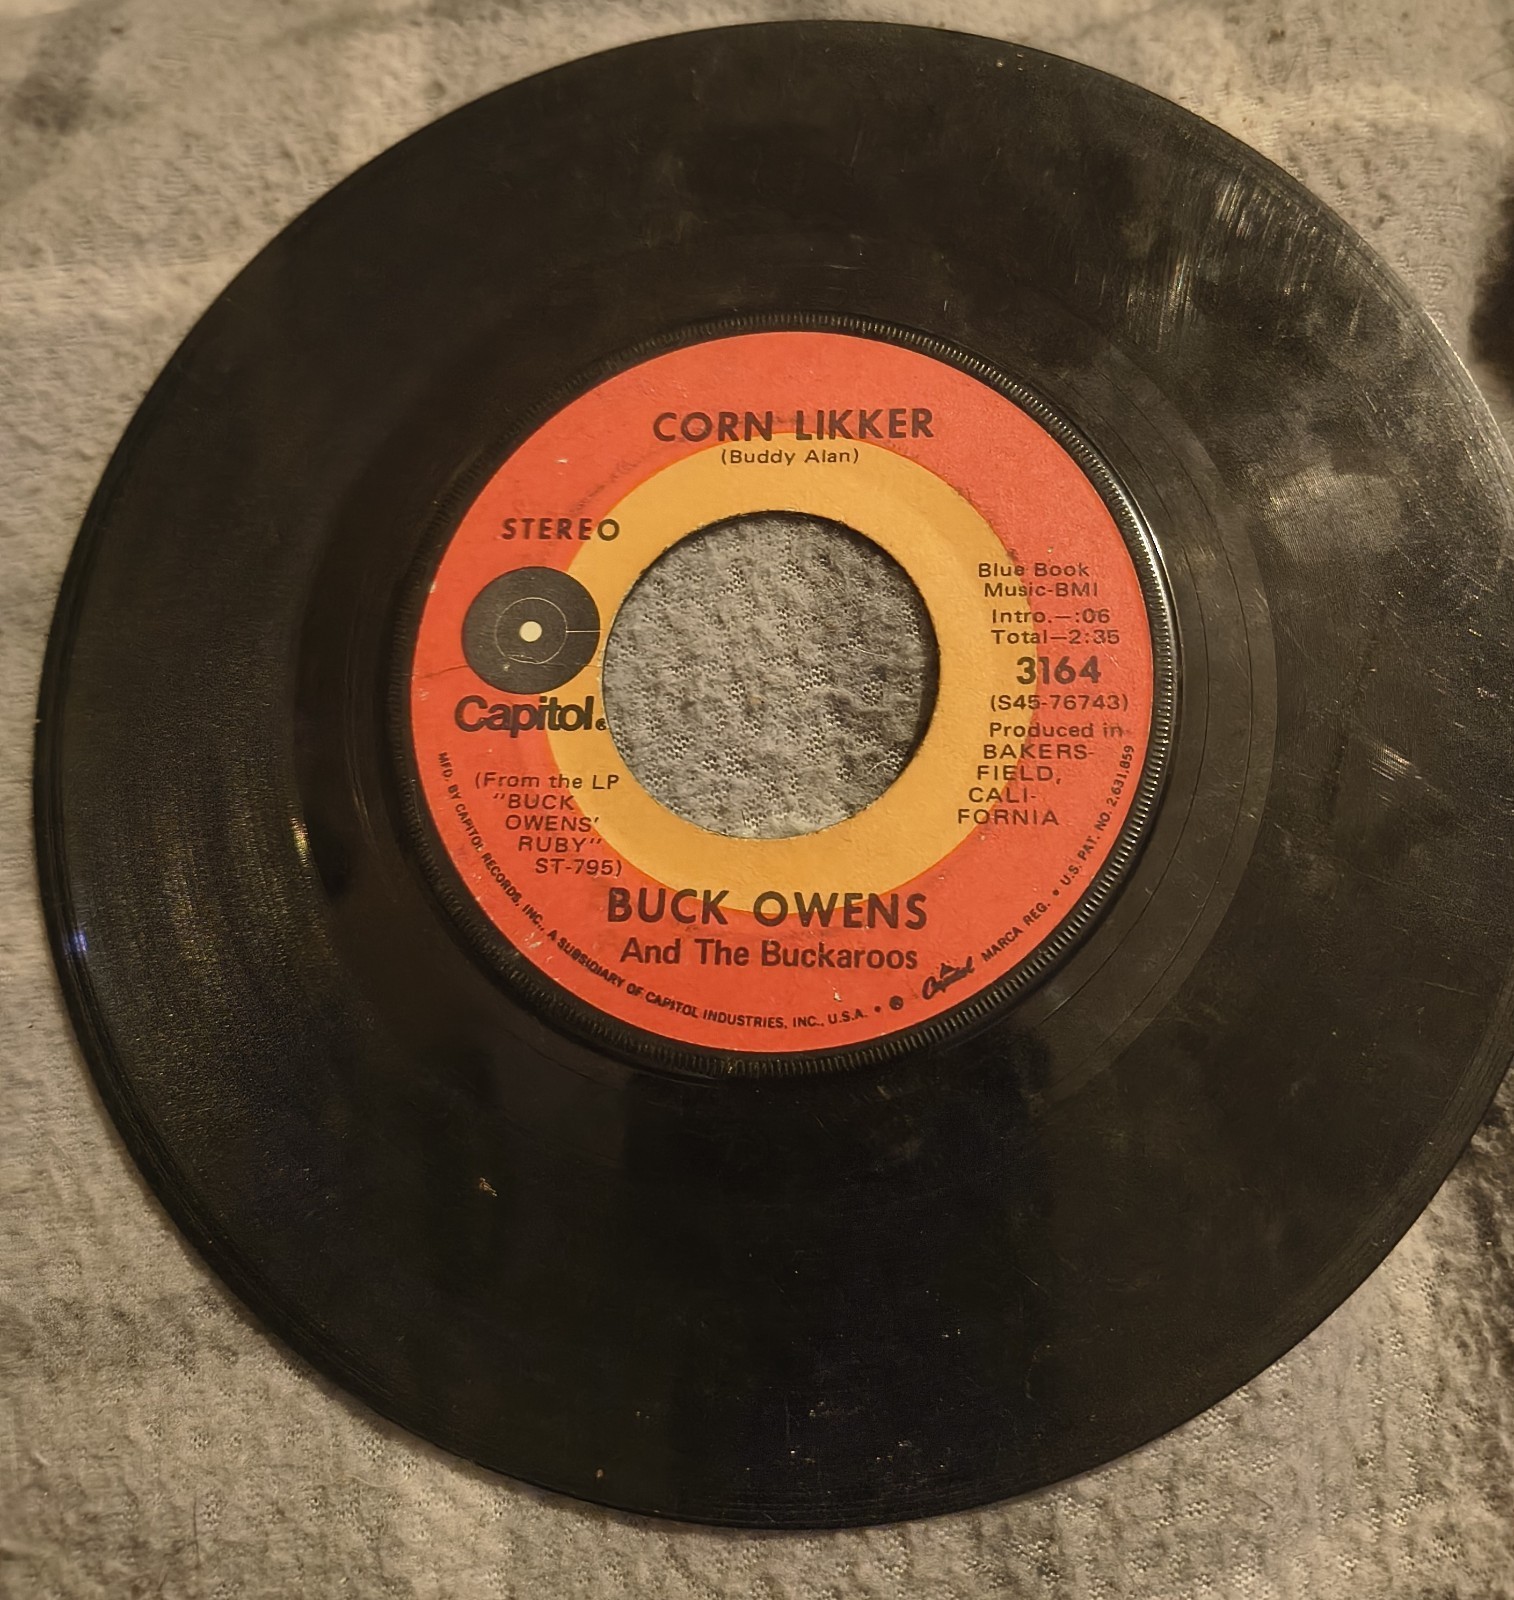 CORN LIKKER
(Buddy Alan)
STEREO
Capitol®
(From the LP
"BUCK
OWENS'
RUBY"
ST-795)
Blue Book
Music-BMI
Intro.—:06
Total—2:35
3164
(S45-76743)
Produced in
BAKERS-
FIELD,
CALI-
FORNIA
BUCK OWENS
And The Buckaroos
MFD. BY CAPITOL RECORDS, INC., A SUBSIDIARY OF CAPITOL INDUSTRIES, INC., U.S.A. • ® Capitol MARCA REG. • U.S. PAT. NO. 2,631,859